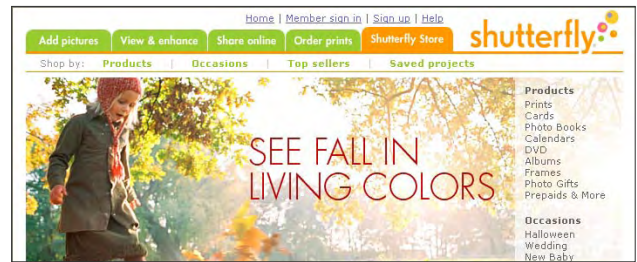 Home | Member sign in | Sign up | Help
Add pictures View & enhance Share online Order prints Shutterfly Store shutterfly
Shop by: Products | Occasions | Top sellers | Saved projects
SEE FALL IN
LIVING COLORS
Products
Prints
Cards
Photo Books
Calendars
DVD
Albums
Frames
Photo Gifts
Prepaids & More
Occasions
Halloween
Wedding
New Baby